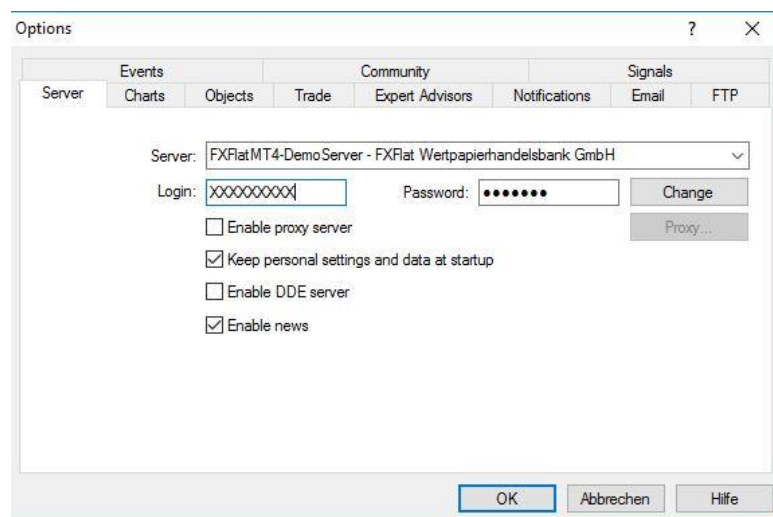 Options ?
Events Community Signals
Server Charts Objects Trade Expert Advisors Notifications Email FTP
Server: FXFlatMT4-DemoServer - FXFlat Wertpapierhandelsbank GmbH
Login: XXXXXXXXX Password: ●●●●●●● Change
Enable proxy server Proxy...
Keep personal settings and data at startup
Enable DDE server
Enable news
OK Abbrechen Hilfe